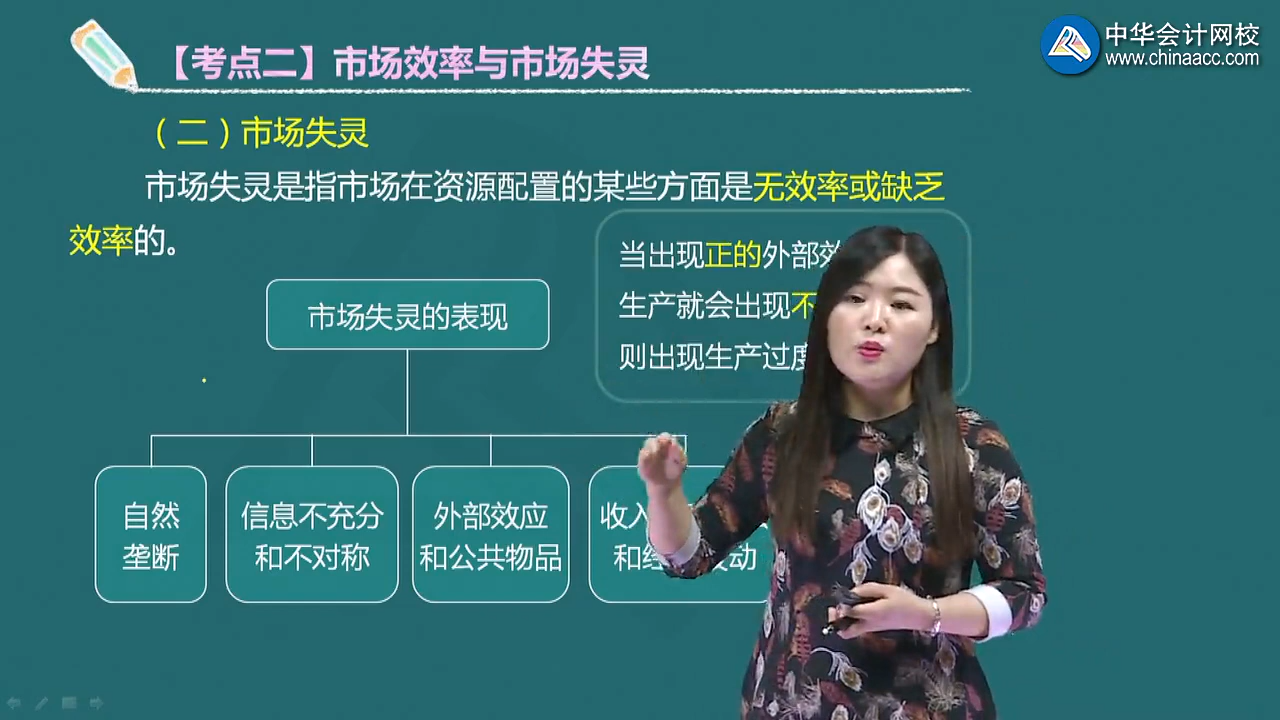 【考点二】市场效率与市场失灵
中华会计网校
www.chinaacc.com
（二）市场失灵
市场失灵是指市场在资源配置的某些方面是无效率或缺乏
效率的。
当出现正的外部效
生产就会出现不
则出现生产过度
市场失灵的表现
自然
垄断
信息不充分
和不对称
外部效应
和公共物品
收入
和经 动